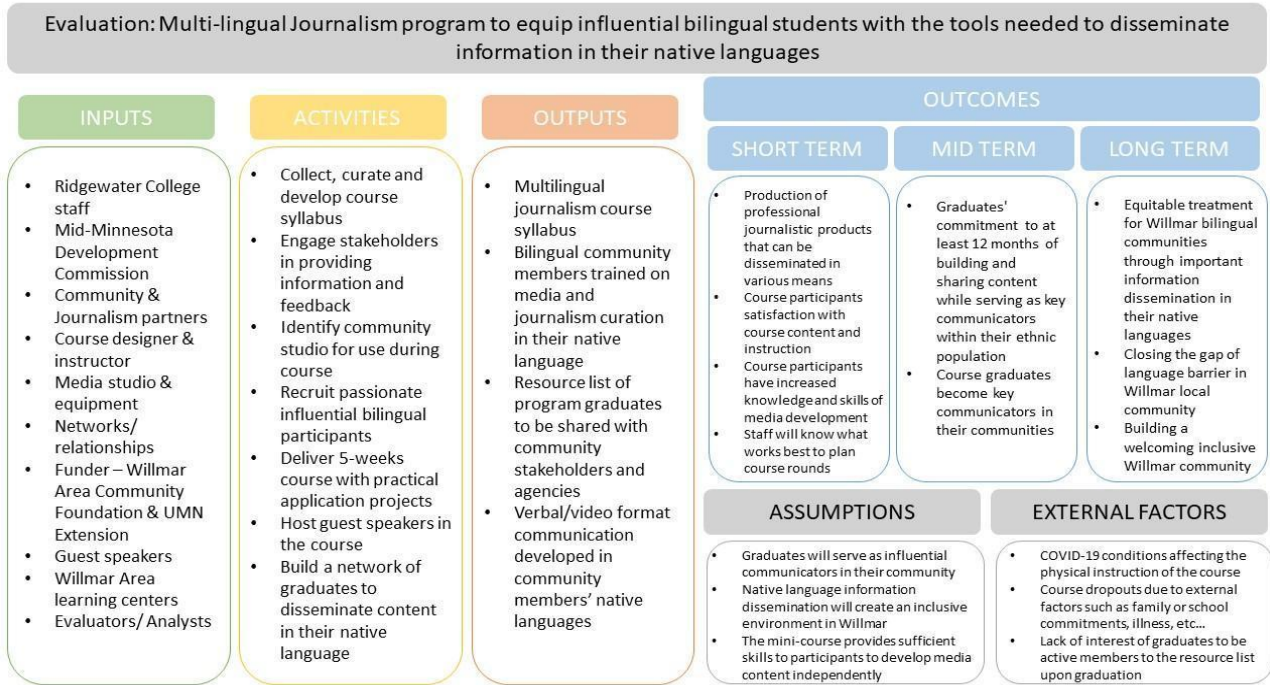 Evaluation: Multi-lingual Journalism program to equip influential bilingual students with the tools needed to disseminate
information in their native languages
INPUTS
• Ridgewater College
staff
• Mid-Minnesota
Development
Commission
• Community &
Journalism partners
• Course designer &
instructor
• Media studio &
equipment
• Networks/
relationships
• Funder – Willmar
Area Community
Foundation & UMN
Extension
• Guest speakers
• Willmar Area
learning centers
• Evaluators/ Analysts
ACTIVITIES
• Collect, curate and
develop course
syllabus
• Engage stakeholders
in providing
information and
feedback
• Identify community
studio for use during
course
• Recruit passionate
influential bilingual
participants
• Deliver 5-weeks
course with practical
application projects
• Host guest speakers in
the course
• Build a network of
graduates to
disseminate content
in their native
language
OUTPUTS
• Multilingual
journalism course
syllabus
• Bilingual community
members trained on
media and
journalism curation
in their native
language
• Resource list of
program graduates
to be shared with
community
stakeholders and
agencies
• Verbal/video format
communication
developed in
community
members’ native
languages
OUTCOMES
SHORT TERM
• Production of
professional
journalistic products
that can be
disseminated in
various means
• Course participants
satisfaction with
course content and
instruction
• Course participants
have increased
knowledge and skills of
media development
• Staff will know what
works best to plan
course rounds
MID TERM
• Graduates'
commitment to at
least 12 months of
building and
sharing content
while serving as key
communicators
within their ethnic
population
• Course graduates
become key
communicators in
their communities
LONG TERM
• Equitable treatment
for Willmar bilingual
communities
through important
information
dissemination in
their native
languages
• Closing the gap of
language barrier in
Willmar local
community
• Building a
welcoming inclusive
Willmar community
ASSUMPTIONS
• Graduates will serve as influential
communicators in their community
• Native language information
dissemination will create an inclusive
environment in Willmar
• The mini-course provides sufficient
skills to participants to develop media
content independently
EXTERNAL FACTORS
• COVID-19 conditions affecting the
physical instruction of the course
• Course dropouts due to external
factors such as family or school
commitments, illness, etc...
• Lack of interest of graduates to be
active members to the resource list
upon graduation